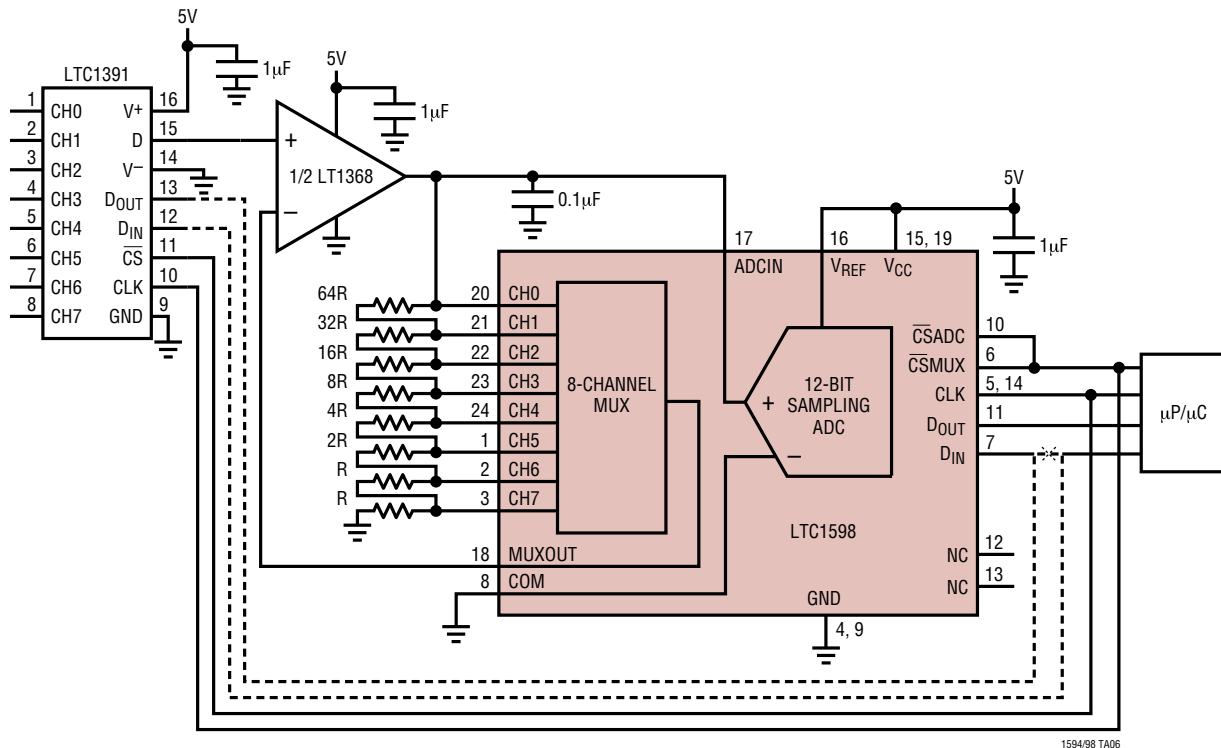 5V
1µF
LTC1391
1 CH0 V+ 16
2 CH1 D 15
3 CH2 V– 14
4 CH3 DOUT 13
5 CH4 DIN 12
6 CH5 CS 11
7 CH6 CLK 10
8 CH7 GND 9
5V
1µF
+
1/2 LT1368
–
0.1µF
5V
1µF
17 ADCIN
16 VREF
15, 19 VCC
64R 20 CH0
32R 21 CH1
16R 22 CH2
8R 23 CH3
4R 24 CH4
2R 1 CH5
R 2 CH6
R 3 CH7
8-CHANNEL
MUX
+
12-BIT
SAMPLING
ADC
–
CSADC 10
CSMUX 6
CLK 5, 14
DOUT 11
DIN 7
µP/µC
LTC1598
NC 12
NC 13
18 MUXOUT
8 COM
GND
4, 9
1594/98 TA06